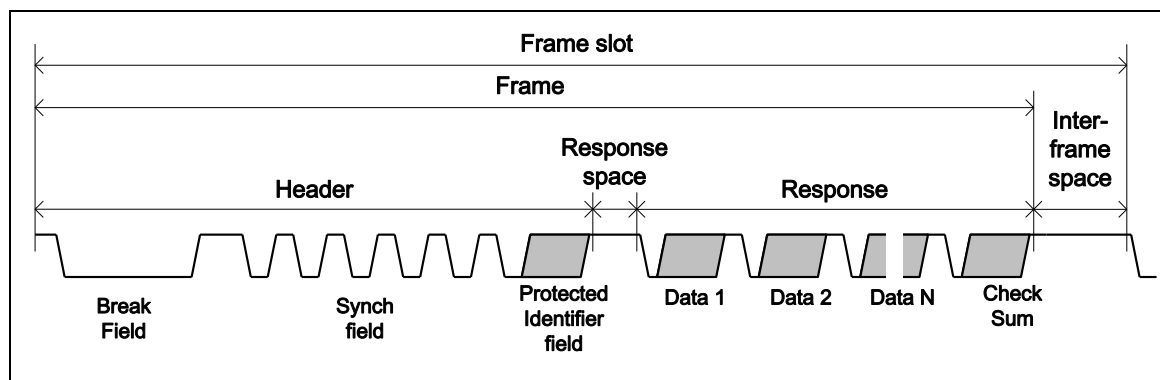 Frame slot
Frame
Inter-
frame
space
Response
space
Header
Response
Break
Field
Synch
field
Protected
Identifier
field
Data 1
Data 2
Data N
Check
Sum